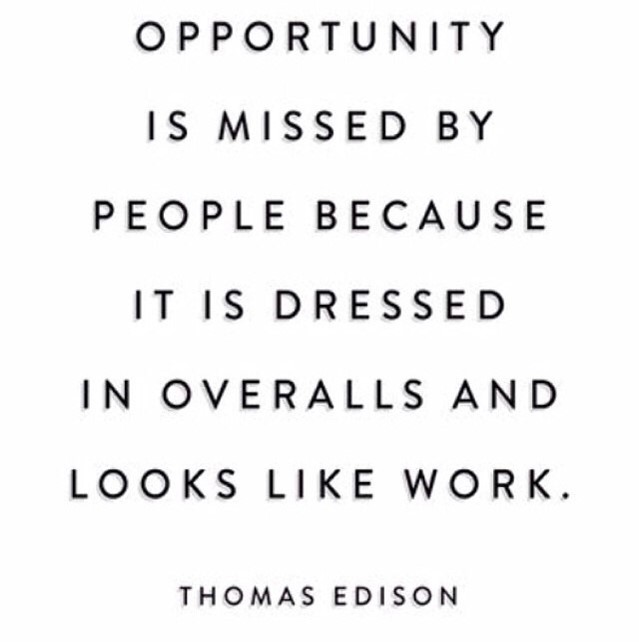 OPPORTUNITY
IS MISSED BY
PEOPLE BECAUSE
IT IS DRESSED
IN OVERALLS AND
LOOKS LIKE WORK.
THOMAS EDISON